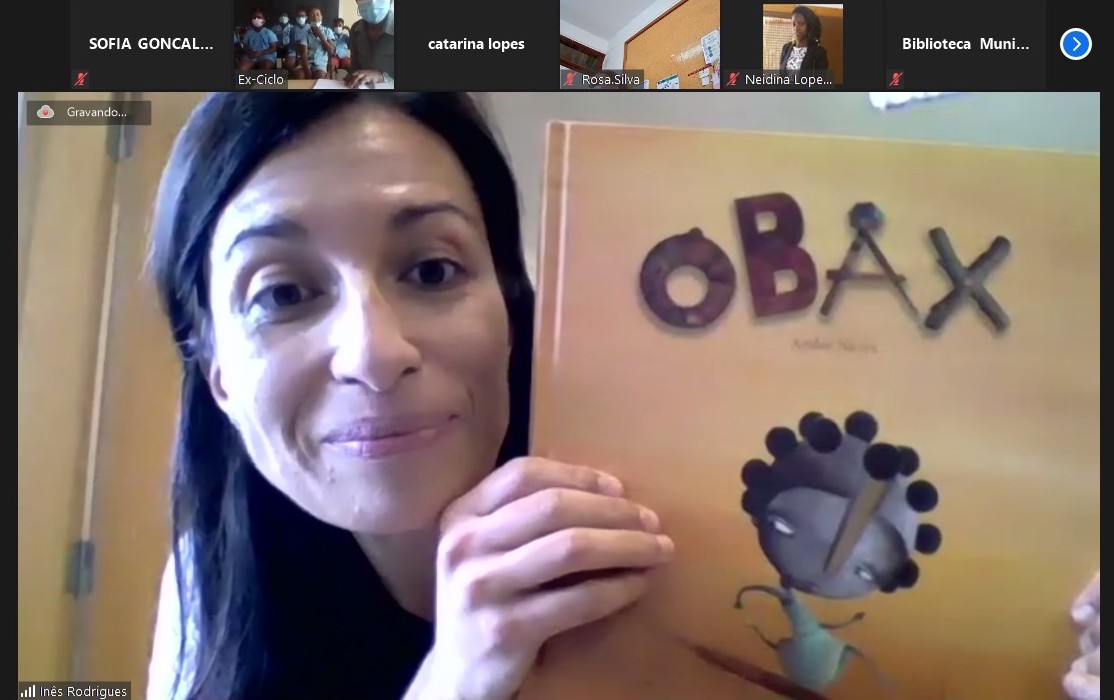 SOFIA GONCAL...
Ex-Ciclo
catarina lopes
Rosa.Silva
Neidina Lope...
Biblioteca Muni...
Gravando...
OBAX
Inês Rodrigues